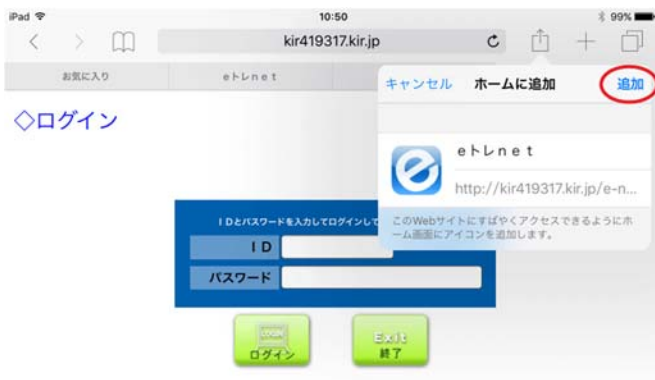 iPad
10:50
99%
kir419317.kir.jp
お気に入り
eトレnet
キャンセル
ホームに追加
追加
◇ログイン
eトレnet
http://kir419317.kir.jp/e-n...
このWebサイトにすばやくアクセスできるようにホ
ーム画面にアイコンを追加します。
IDとパスワードを入力してログインして
ID
パスワード
LOGIN
ログイン
Exit
終了